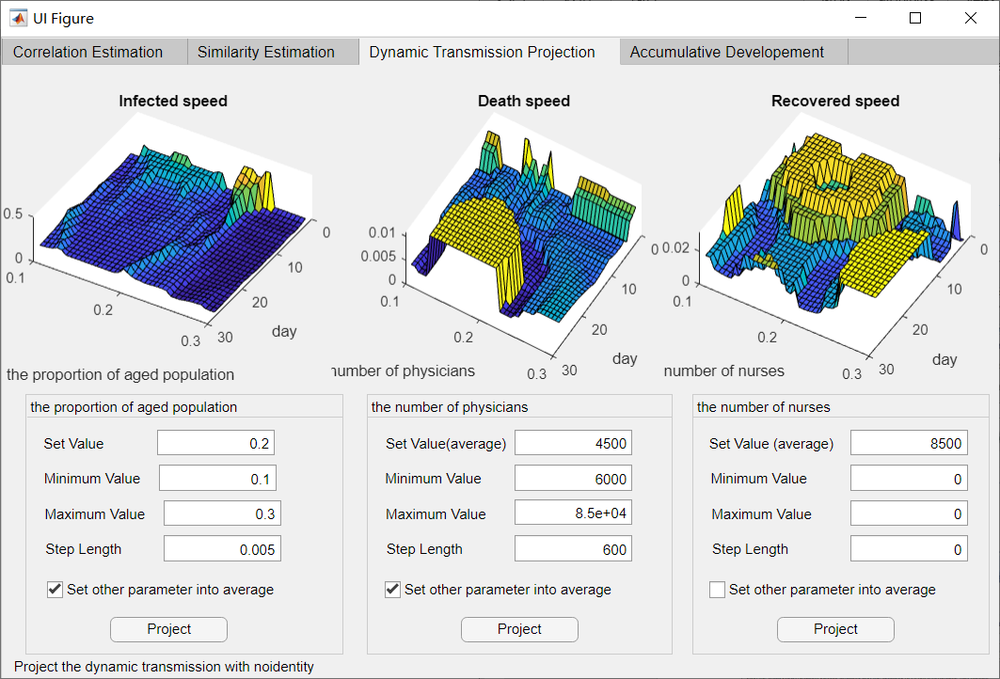 UI Figure
Correlation Estimation
Similarity Estimation
Dynamic Transmission Projection
Accumulative Developement
Infected speed
0.5
0
0.1
0.2
0.3
0
10
20
30
day
the proportion of aged population
Death speed
0.01
0.005
0
0.1
0.2
0.3
0
10
20
30
day
number of physicians
Recovered speed
0.02
0
0.1
0.2
0.3
0
10
20
30
day
number of nurses
the proportion of aged population
Set Value 0.2
Minimum Value 0.1
Maximum Value 0.3
Step Length 0.005
Set other parameter into average
Project
the number of physicians
Set Value(average) 4500
Minimum Value 6000
Maximum Value 8.5e+04
Step Length 600
Set other parameter into average
Project
the number of nurses
Set Value (average) 8500
Minimum Value 0
Maximum Value 0
Step Length 0
Set other parameter into average
Project
Project the dynamic transmission with noidentity